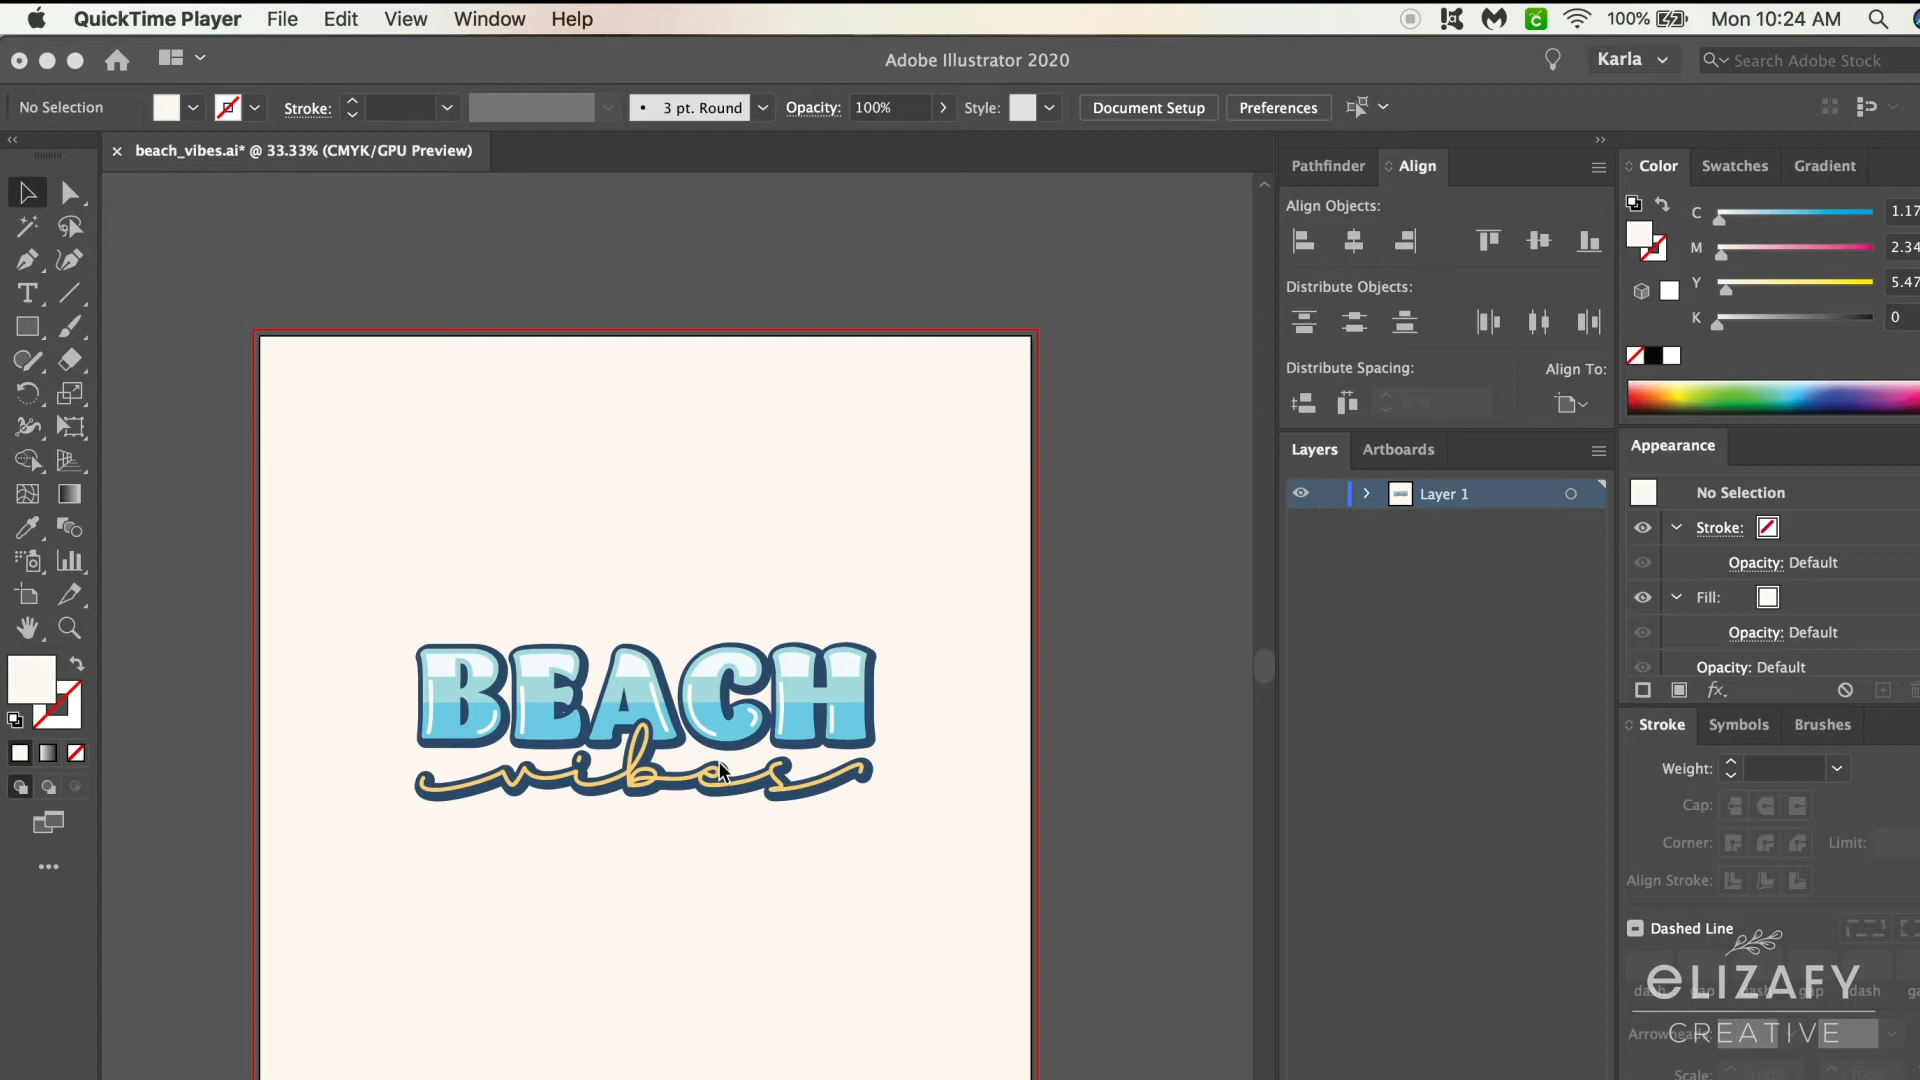 QuickTime Player File Edit View Window Help 100% Mon 10:24 AM
Adobe Illustrator 2020 Karla Search Adobe Stock
No Selection Stroke: 3 pt. Round Opacity: 100% Style: Document Setup Preferences
beach_vibes.ai* @ 33.33% (CMYK/GPU Preview)
Pathfinder Align
Align Objects:
Distribute Objects:
Distribute Spacing: Align To:
0 in
Layers Artboards
Layer 1
Color Swatches Gradient
C 1.17
M 2.34
Y 5.47
K 0
Appearance
No Selection
Stroke:
Opacity: Default
Fill:
Opacity: Default
Opacity: Default
fx
Stroke Symbols Brushes
Weight:
Cap:
Corner: Limit:
Align Stroke:
Dashed Line
dash gap dash gap dash
Arrowheads:
Scale:
BEACH
vibes
eLIZAFY
CREATIVE